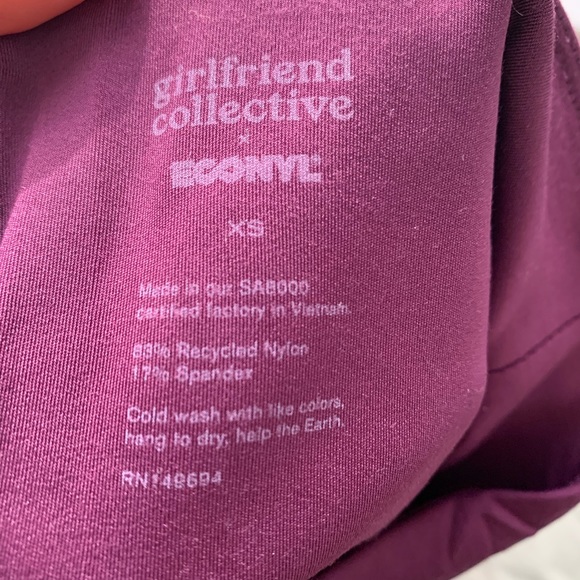 girlfriend
collective
×
ECONYL®
XS
Made in our SA8000
certified factory in Vietnam.
83% Recycled Nylon
17% Spandex
Cold wash with like colors,
hang to dry, help the Earth.
RN149694